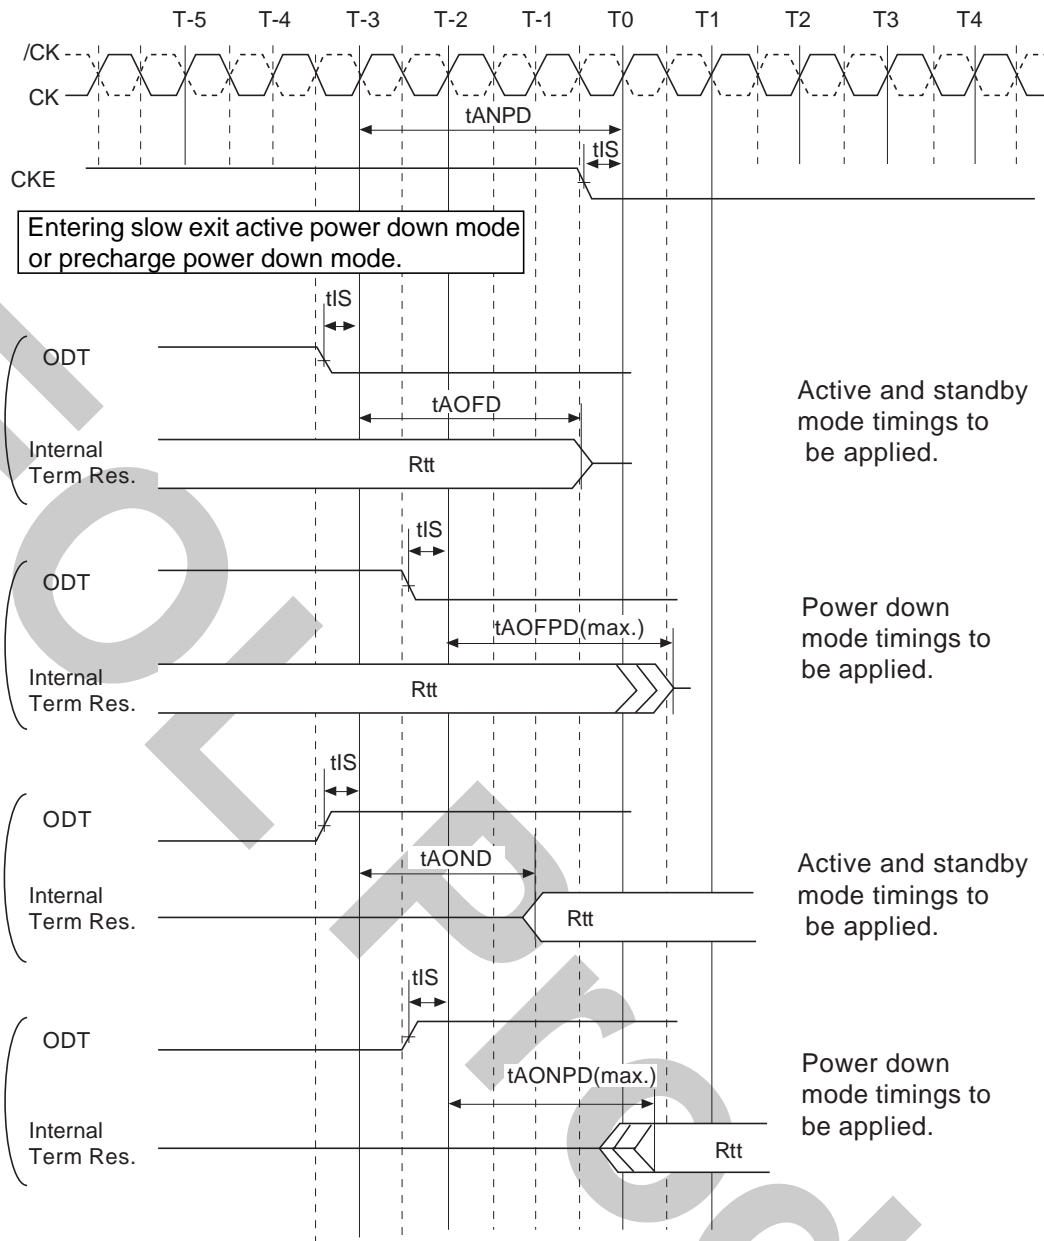 T-5 T-4 T-3 T-2 T-1 T0 T1 T2 T3 T4
/CK
CK
tANPD
tIS
CKE
Entering slow exit active power down mode
or precharge power down mode.
tIS
ODT
tAOFD
Active and standby
mode timings to
be applied.
Internal
Term Res.
Rtt
tIS
ODT
tAOFPD(max.)
Power down
mode timings to
be applied.
Internal
Term Res.
Rtt
tIS
ODT
tAOND
Active and standby
mode timings to
be applied.
Internal
Term Res.
Rtt
tIS
ODT
tAONPD(max.)
Power down
mode timings to
be applied.
Internal
Term Res.
Rtt
EOL Prod